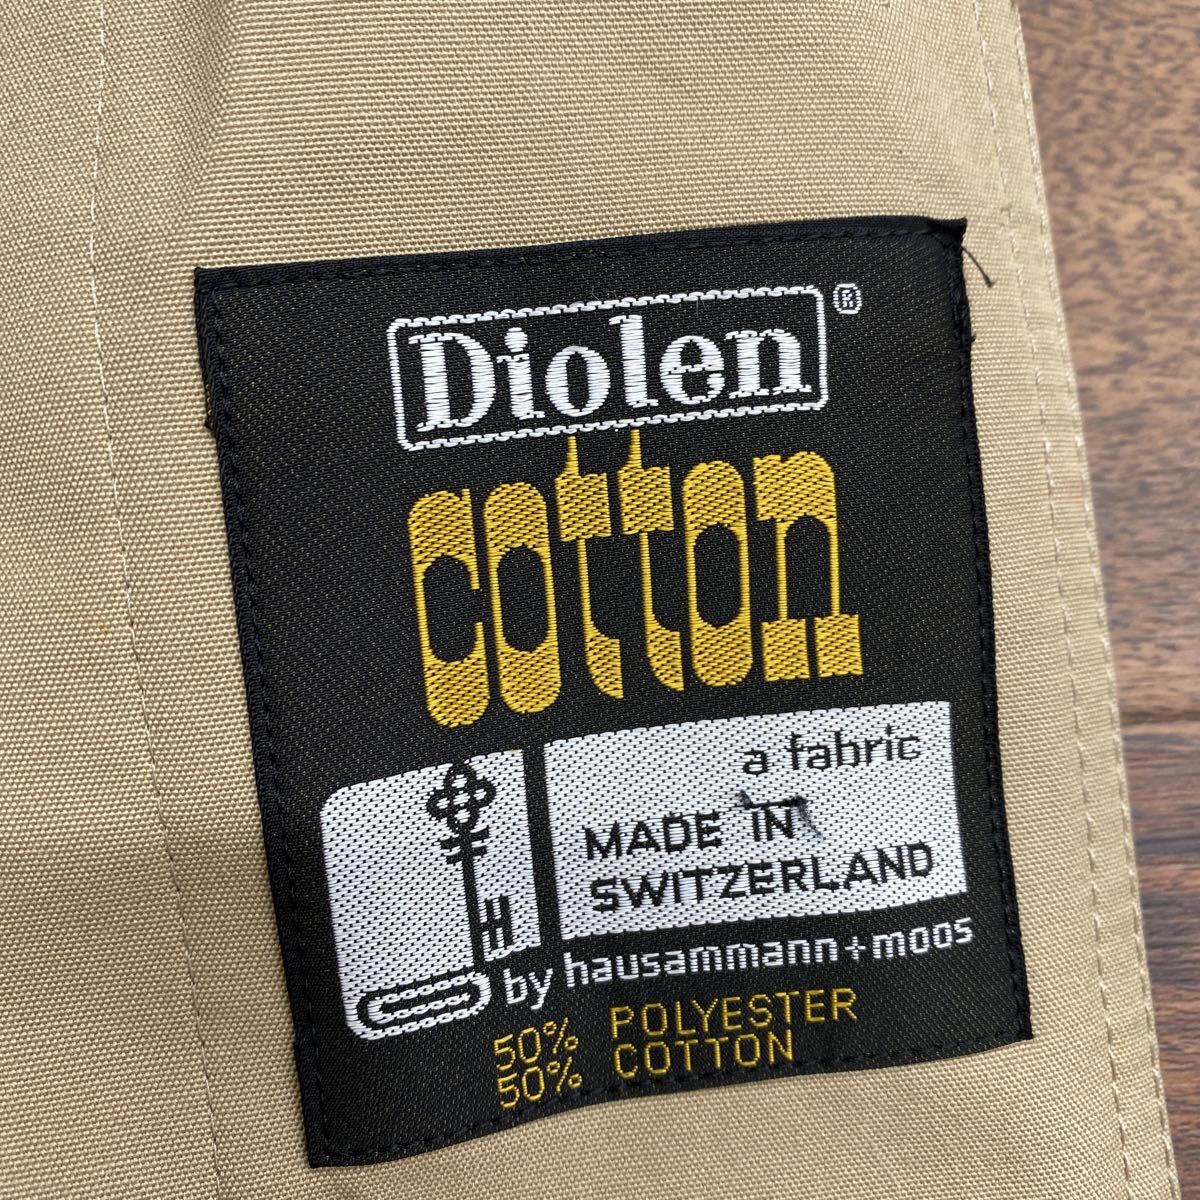 Diolen®
cotton
a fabric
MADE IN
SWITZERLAND
by hausammann+moos
50% POLYESTER
50% COTTON